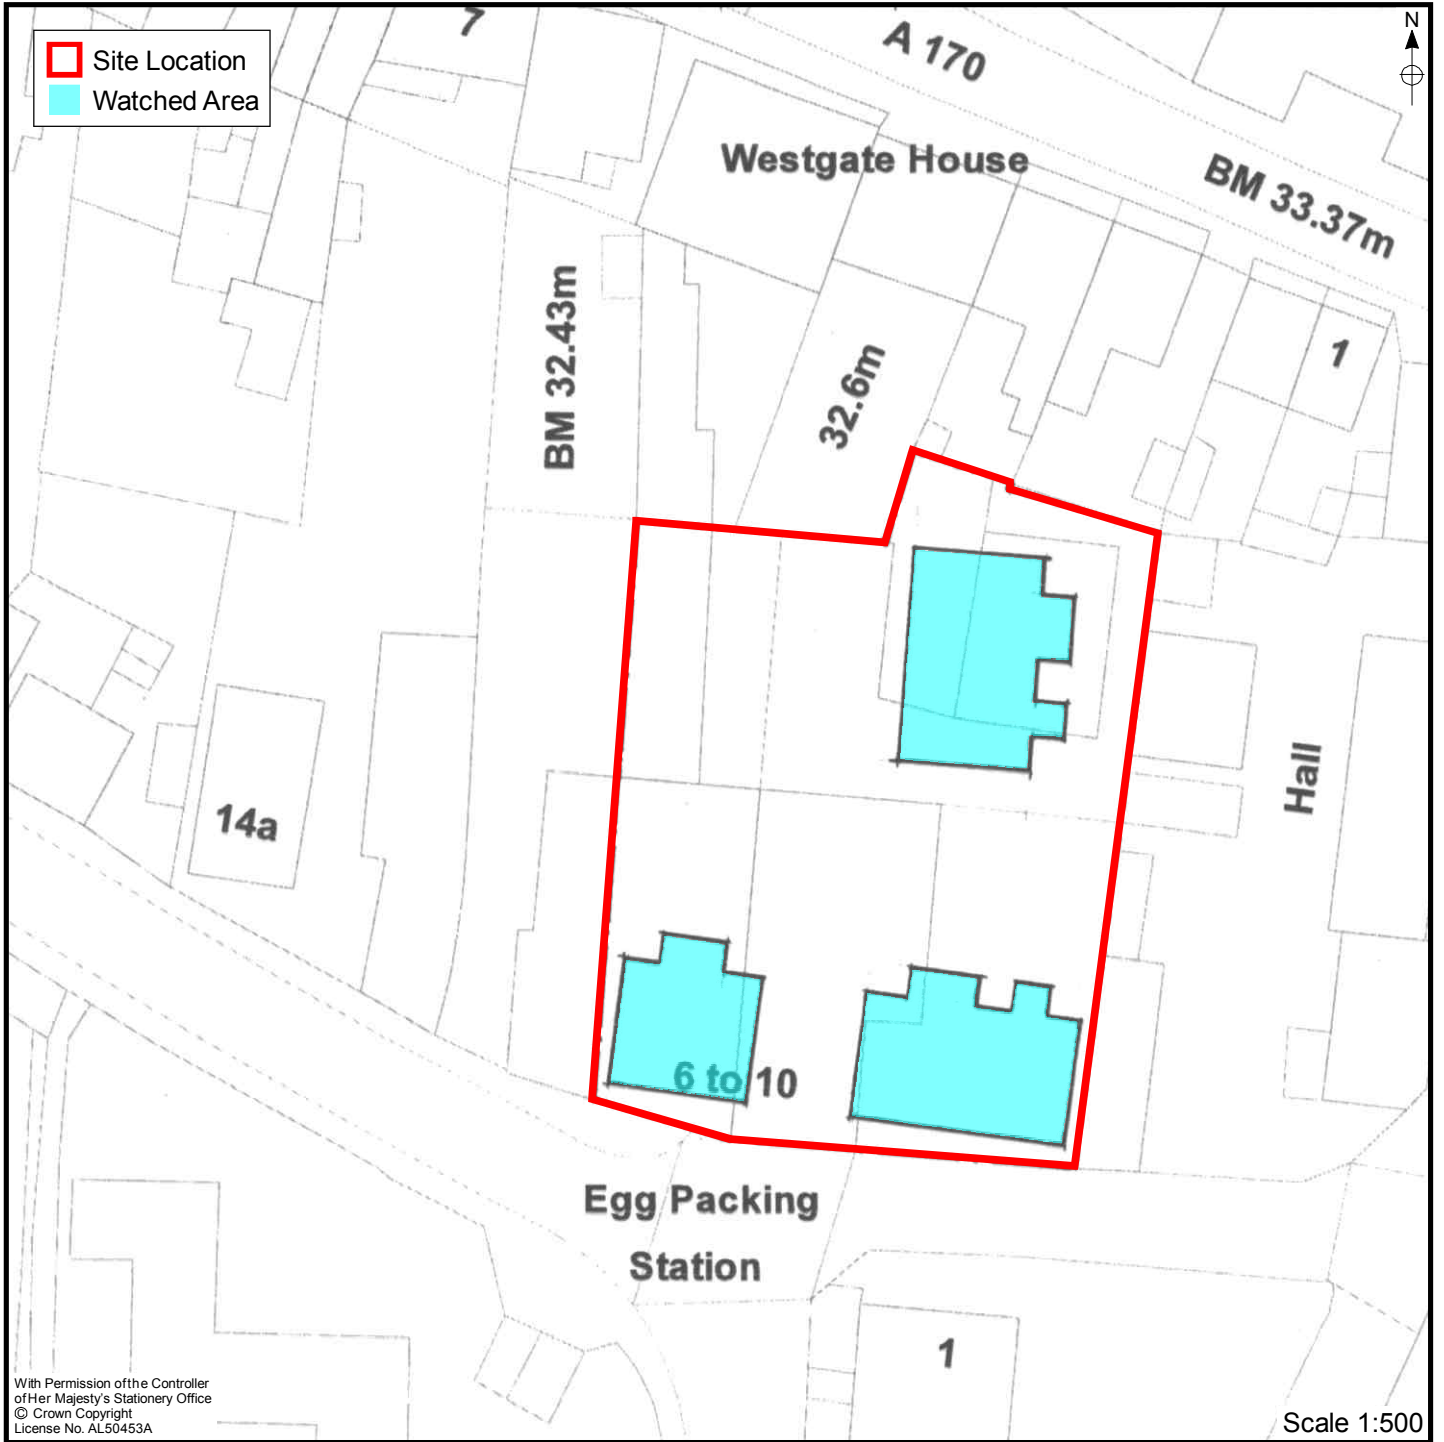 Site Location
Watched Area
7
A 170
N
Westgate House
BM 33.37m
BM 32.43m
32.6m
1
14a
Hall
6 to 10
Egg Packing
Station
1
With Permission of the Controller
of Her Majesty's Stationery Office
© Crown Copyright
License No. AL50453A
Scale 1:500